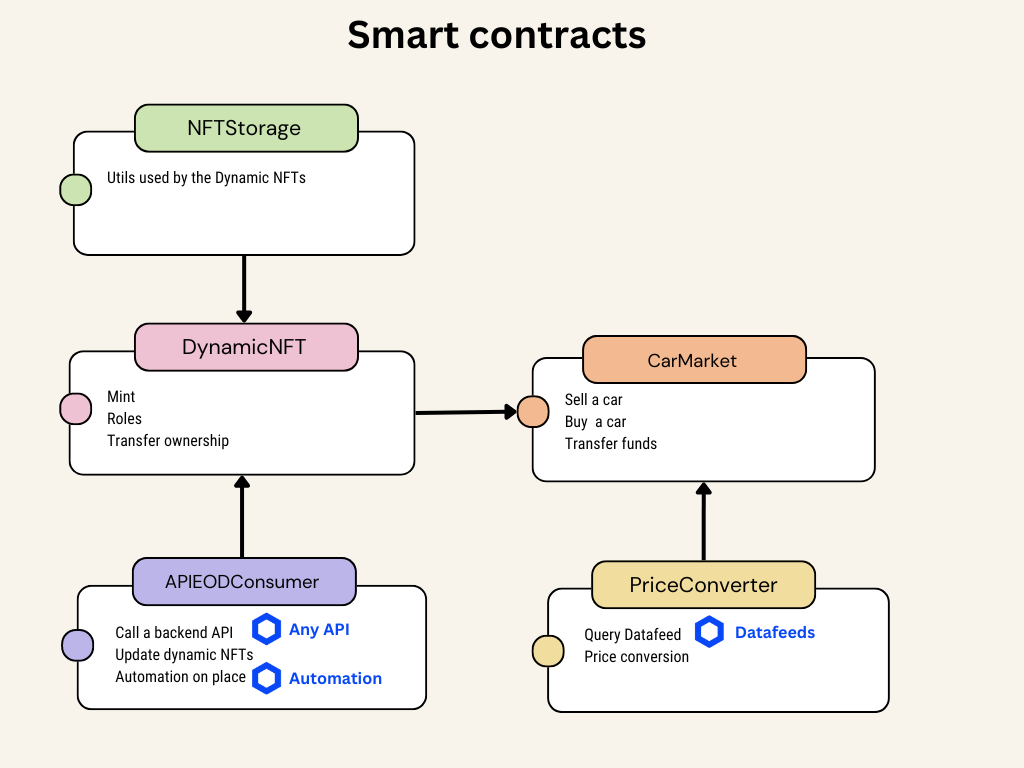 Smart contracts
NFTStorage
Utils used by the Dynamic NFTs
DynamicNFT
Mint
Roles
Transfer ownership
CarMarket
Sell a car
Buy  a car
Transfer funds
APIEODConsumer
Call a backend API
Any API
Update dynamic NFTs
Automation on place
Automation
PriceConverter
Query Datafeed
Datafeeds
Price conversion